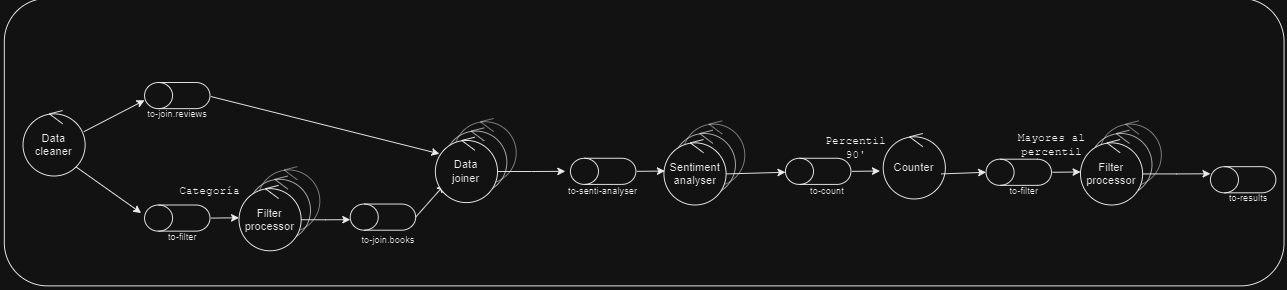 Data
cleaner
to-join.reviews
Categoria
to-filter
Filter
processor
to-join.books
Data
joiner
to-senti-analyser
Sentiment
analyser
Percentil
90'
to-count
Counter
Mayores al
percentil
to-filter
Filter
processor
to-results